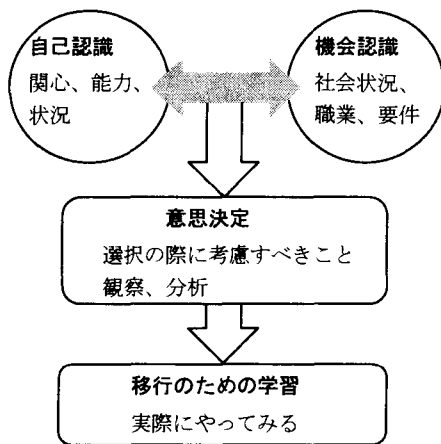 自己認識
関心、能力、
状況
機会認識
社会状況、
職業、要件
意思決定
選択の際に考慮すべきこと
観察、分析
移行のための学習
実際にやってみる